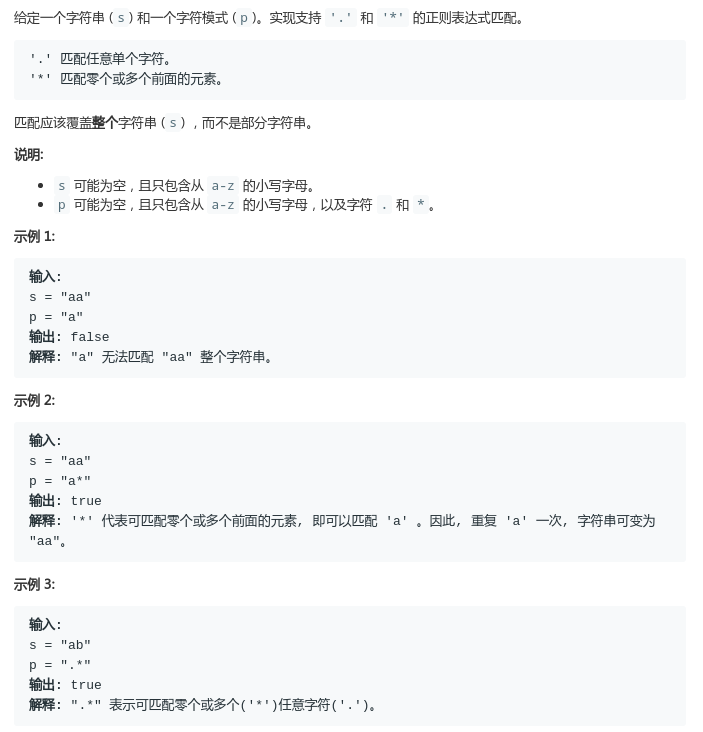 给定一个字符串 (s) 和一个字符模式 (p)。实现支持 '.' 和 '*' 的正则表达式匹配。
'.' 匹配任意单个字符。
'*' 匹配零个或多个前面的元素。
匹配应该覆盖整个字符串 (s) ，而不是部分字符串。
说明:
• s 可能为空，且只包含从 a-z 的小写字母。
• p 可能为空，且只包含从 a-z 的小写字母，以及字符 . 和 *。
示例 1:
输入:
s = "aa"
p = "a"
输出: false
解释: "a" 无法匹配 "aa" 整个字符串。
示例 2:
输入:
s = "aa"
p = "a*"
输出: true
解释: '*' 代表可匹配零个或多个前面的元素, 即可以匹配 'a' 。因此, 重复 'a' 一次, 字符串可变为
"aa"。
示例 3:
输入:
s = "ab"
p = ".*"
输出: true
解释: ".*" 表示可匹配零个或多个('*')任意字符('.')。